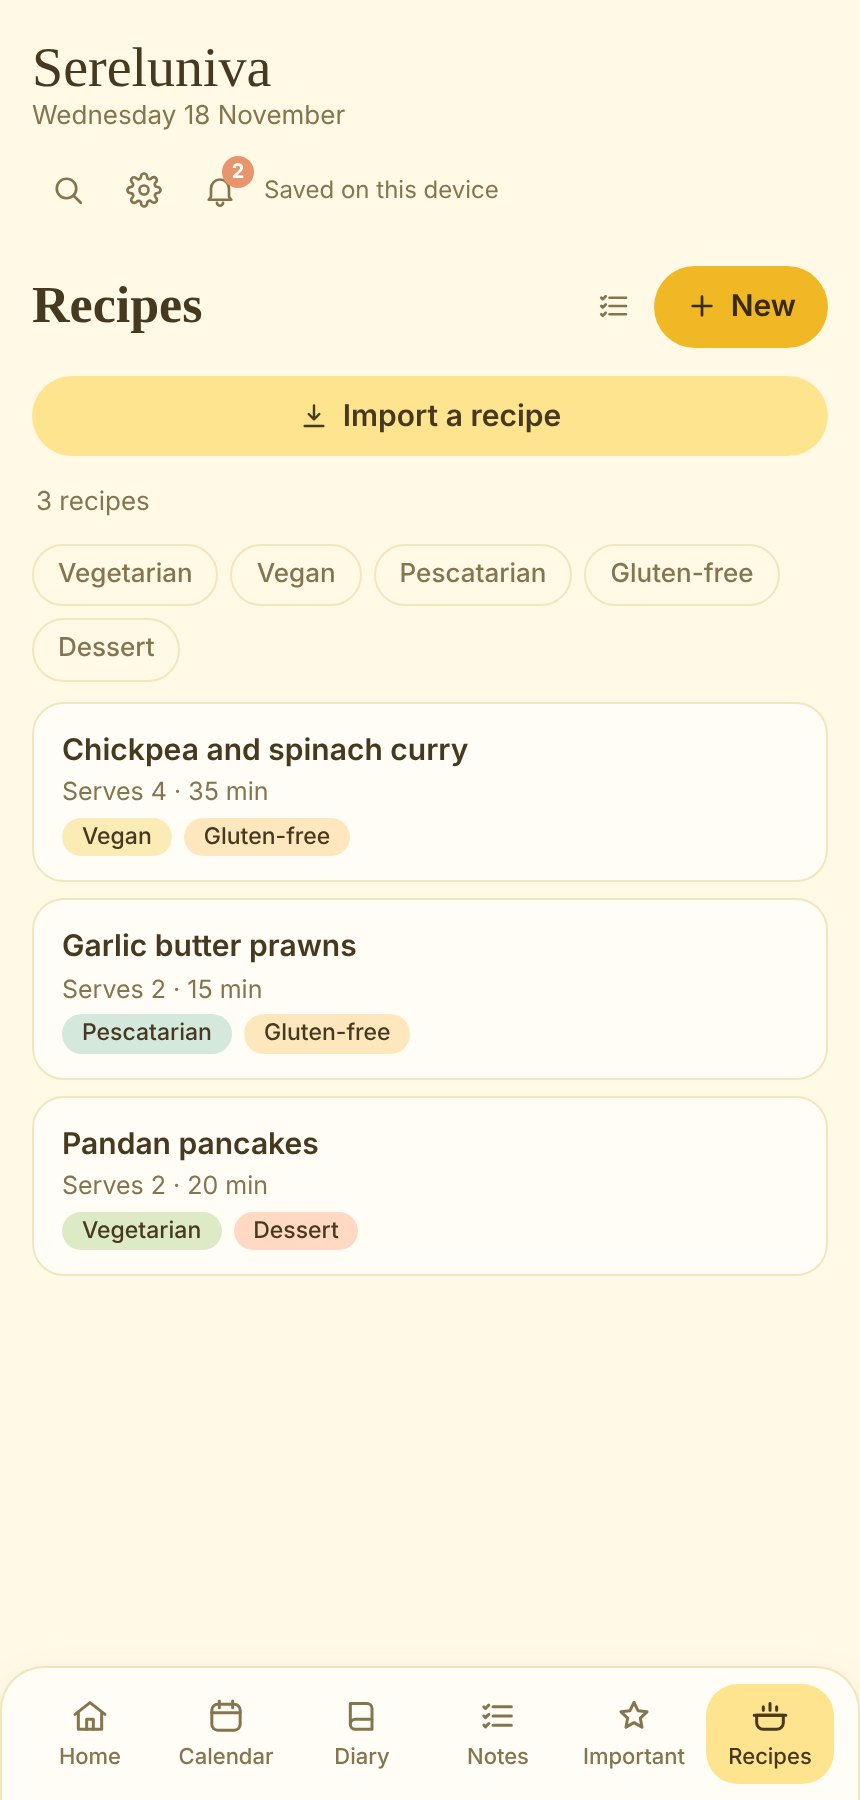 Sereluniva
Wednesday 18 November
2
Saved on this device
Recipes
New
Import a recipe
3 recipes
Vegetarian
Vegan
Pescatarian
Gluten-free
Dessert
Chickpea and spinach curry
Serves 4 · 35 min
Vegan
Gluten-free
Garlic butter prawns
Serves 2 · 15 min
Pescatarian
Gluten-free
Pandan pancakes
Serves 2 · 20 min
Vegetarian
Dessert
Home
Calendar
Diary
Notes
Important
Recipes